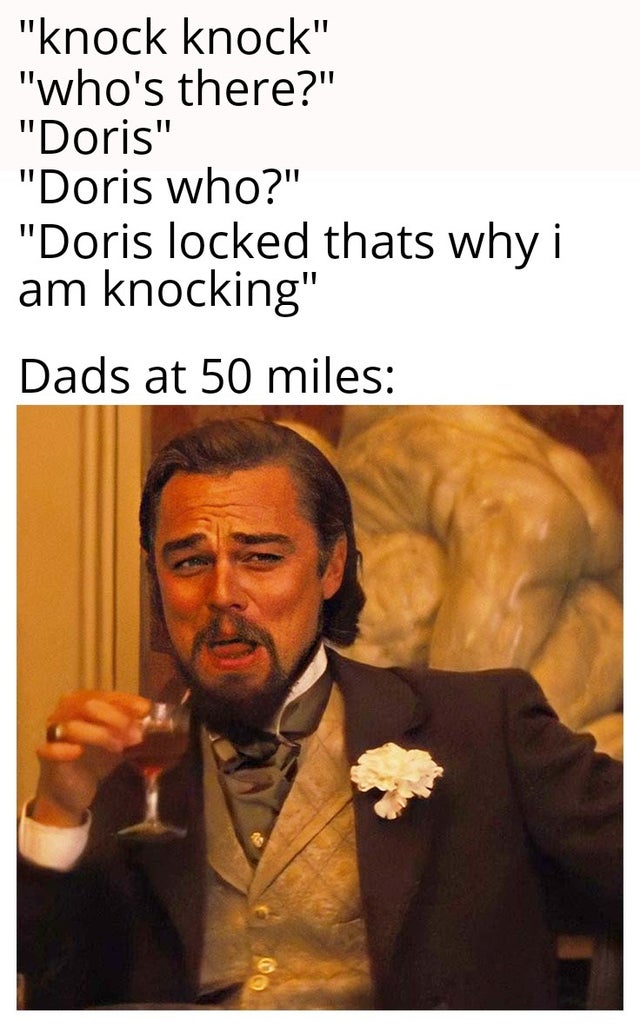 "knock knock"
"who's there?"
"Doris"
"Doris who?"
"Doris locked thats why i
am knocking"
Dads at 50 miles: